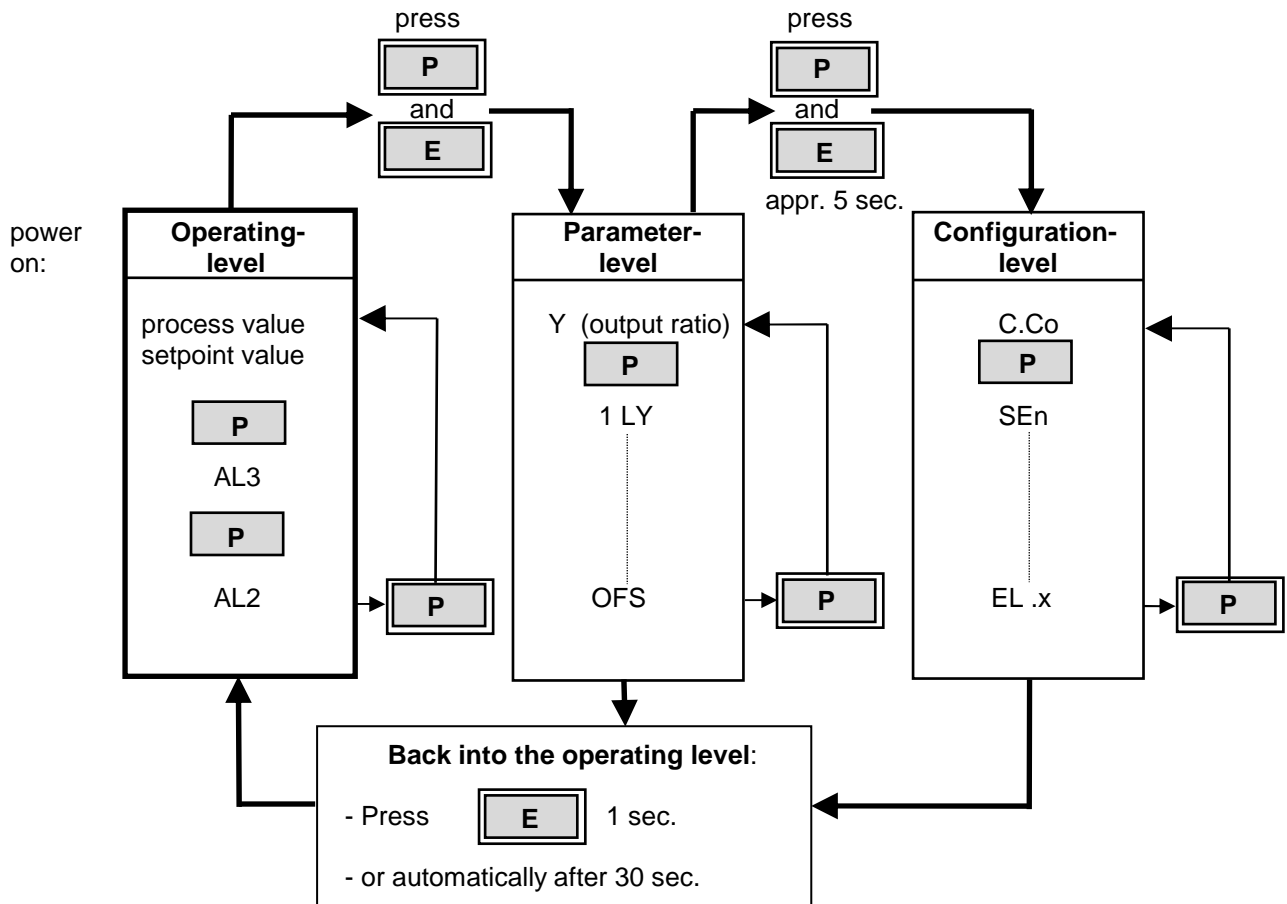 press
P
and
E
press
P
and
E
appr. 5 sec.
power
on:
Operating-
level
process value
setpoint value
P
AL3
P
AL2
P
Parameter-
level
Y (output ratio)
P
1 LY
OFS
P
Configuration-
level
C.Co
P
SEn
EL .x
P
Back into the operating level:
- Press E 1 sec.
- or automatically after 30 sec.